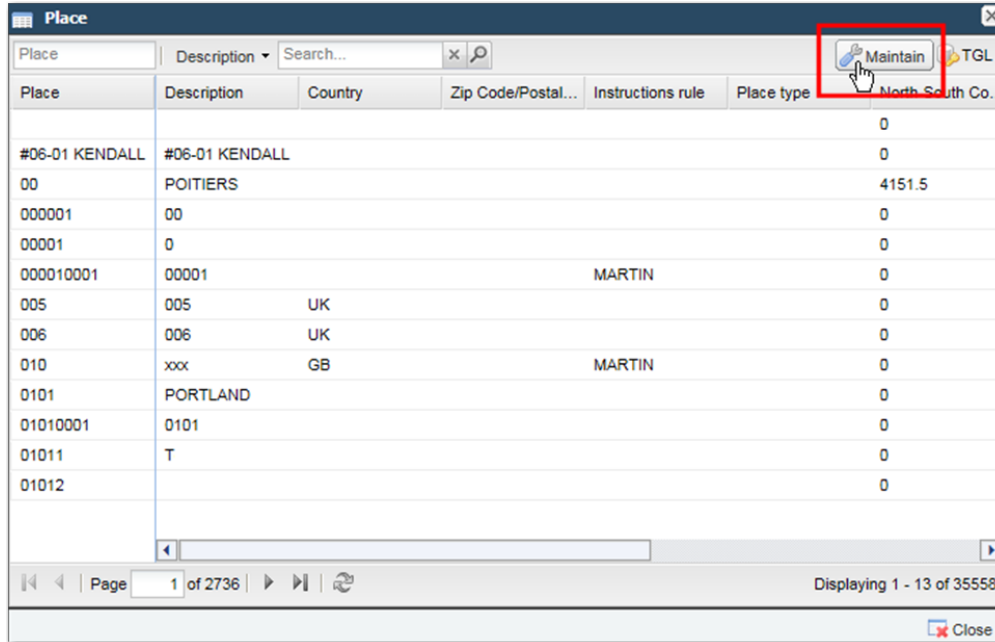 Place
Place Description Search... Maintain TGL
Place Description Country Zip Code/Postal... Instructions rule Place type North-South Co..
0
#06-01 KENDALL #06-01 KENDALL 0
00 POITIERS 4151.5
000001 00 0
00001 0 0
000010001 00001 MARTIN 0
005 005 UK 0
006 006 UK 0
010 xxx GB MARTIN 0
0101 PORTLAND 0
01010001 0101 0
01011 T 0
01012 0
Page 1 of 2736 Displaying 1 - 13 of 35558
Close